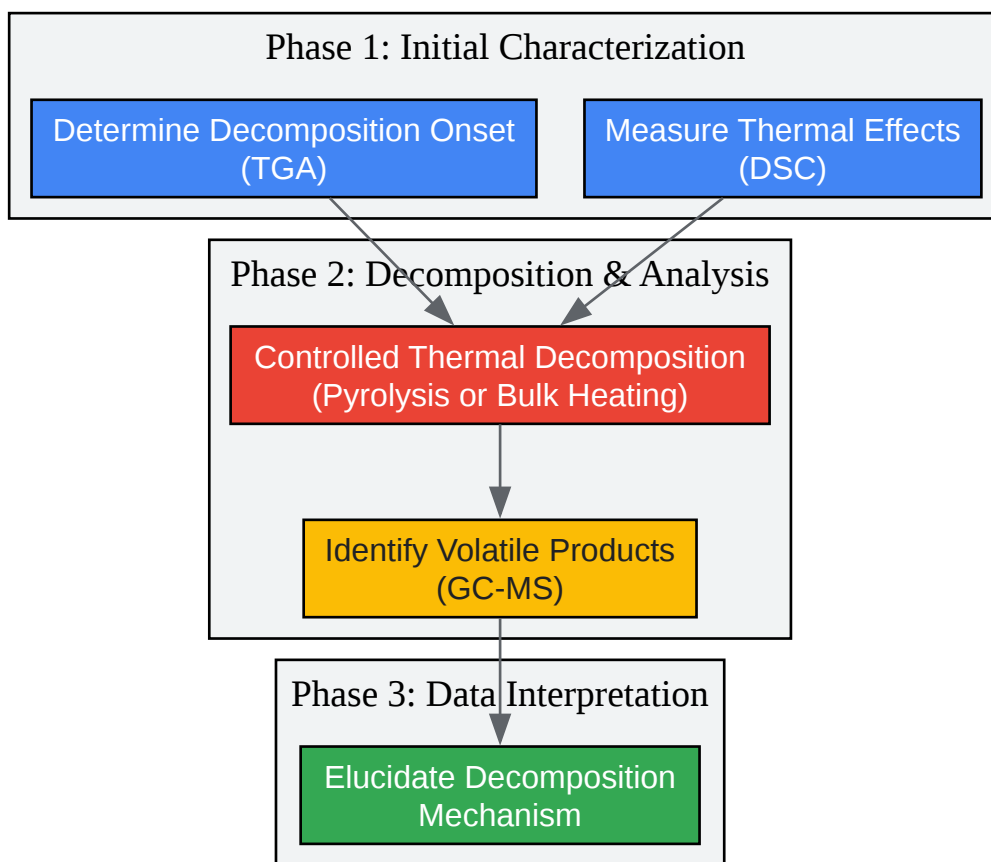 Phase 1: Initial Characterization
Determine Decomposition Onset
(TGA)
Measure Thermal Effects
(DSC)
Phase 2: Decomposition & Analysis
Controlled Thermal Decomposition
(Pyrolysis or Bulk Heating)
Identify Volatile Products
(GC-MS)
Phase 3: Data Interpretation
Elucidate Decomposition
Mechanism